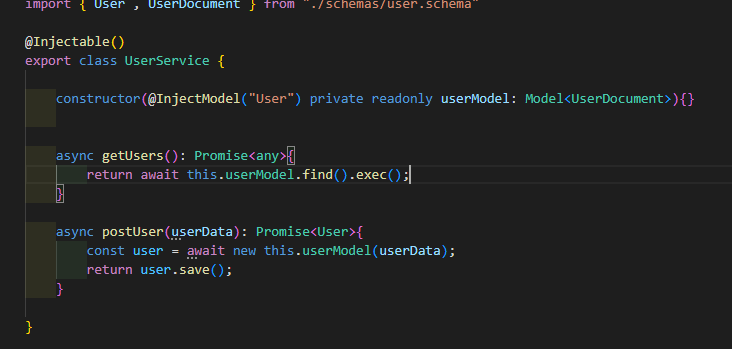 import { User , UserDocument } from "./schemas/user.schema"
@Injectable()
export class UserService {
constructor(@InjectModel("User") private readonly userModel: Model<UserDocument>){}
async getUsers(): Promise<any>{
return await this.userModel.find().exec();
}
async postUser(userData): Promise<User>{
const user = await new this.userModel(userData);
return user.save();
}
}